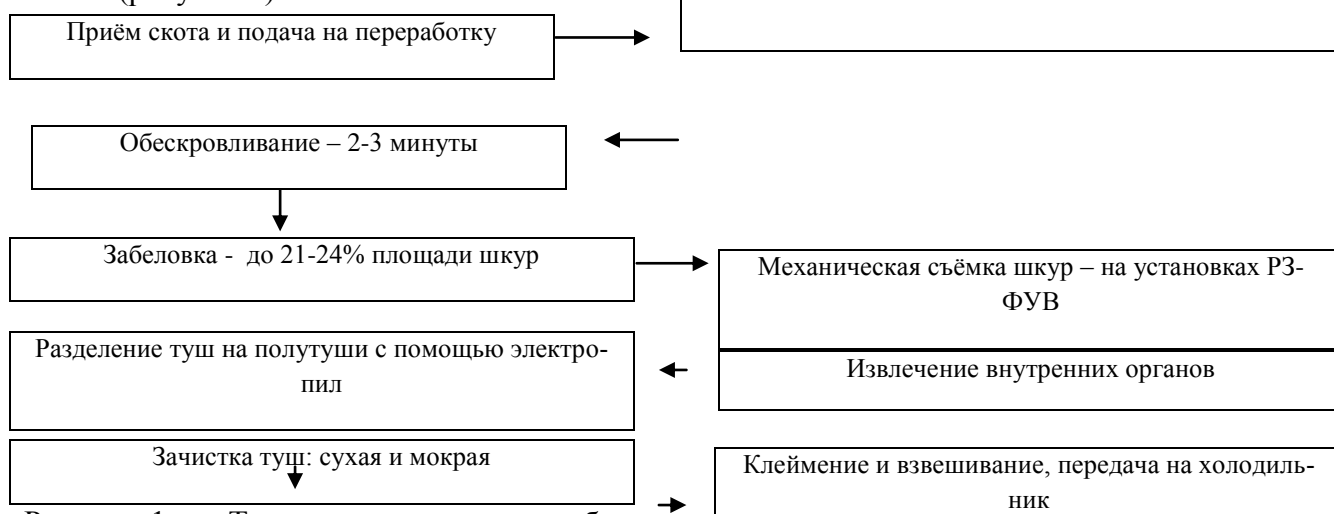 Приём скота и подача на переработку
Обескровливание – 2-3 минуты
Забеловка - до 21-24% площади шкур
Механическая съёмка шкур – на установках РЗ-
ФУВ
Разделение туш на полутуши с помощью электро-
пил
Извлечение внутренних органов
Зачистка туш: сухая и мокрая
Клеймение и взвешивание, передача на холодиль-
ник